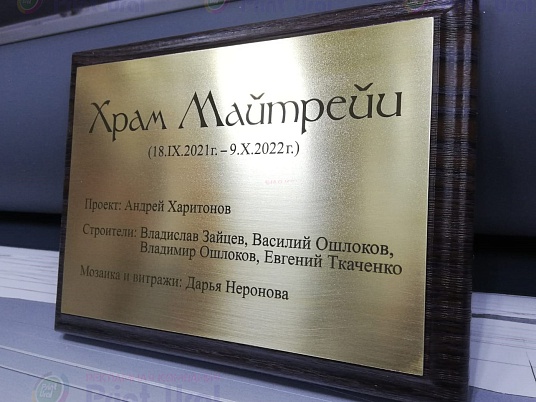 Храм Майтрейи
(18.IX.2021г. – 9.X.2022г.)
Проект: Андрей Харитонов
Строители: Владислав Зайцев, Василий Ошлоков,
Владимир Ошлоков, Евгений Ткаченко
Мозаика и витражи: Дарья Неронова